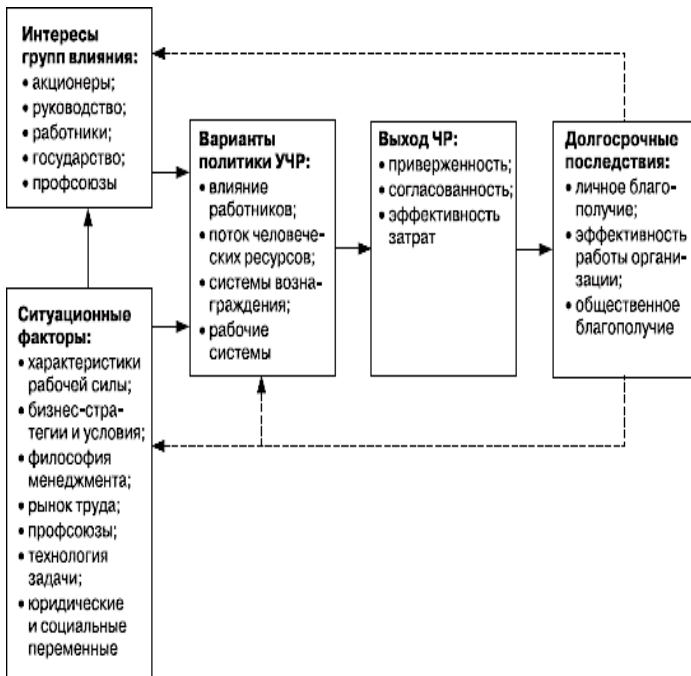 Интересы
групп влияния:
• акционеры;
• руководство;
• работники;
• государство;
• профсоюзы
Ситуационные
факторы:
• характеристики
рабочей силы;
• бизнес-стра-
тегии и условия;
• философия
менеджмента;
• рынок труда;
• профсоюзы;
• технология
задачи;
• юридические
и социальные
переменные
Варианты
политики УЧР:
• влияние
работников;
• поток человечес-
ких ресурсов;
• системы возна-
граждения;
• рабочие
системы
Выход ЧР:
• приверженность;
• согласованность;
• эффективность
затрат
Долгосрочные
последствия:
• личное благо-
получие;
• эффективность
работы органи-
зации;
• общественное
благополучие